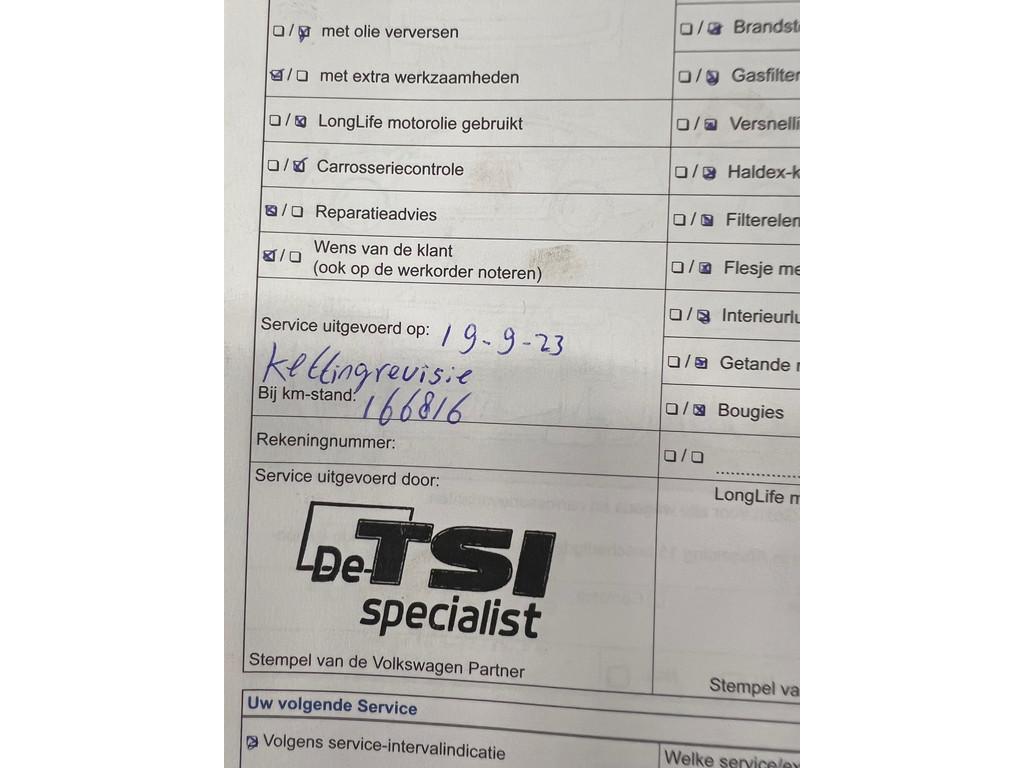 met olie verversen
met extra werkzaamheden
LongLife motorolie gebruikt
Carrosseriecontrole
Reparatieadvies
Wens van de klant
(ook op de werkorder noteren)
Service uitgevoerd op: 19-9-23
Kettingrevisie
Bij km-stand: 166816
Rekeningnummer:
Service uitgevoerd door:
De TSI
specialist
Stempel van de Volkswagen Partner
Uw volgende Service
Volgens service-intervalindicatie
Brandst
Gasfilter
Versnelli
Haldex-k
Filterelen
Flesje me
Interieurlu
Getande r
Bougies
LongLife m
Stempel va
Welke service/ex